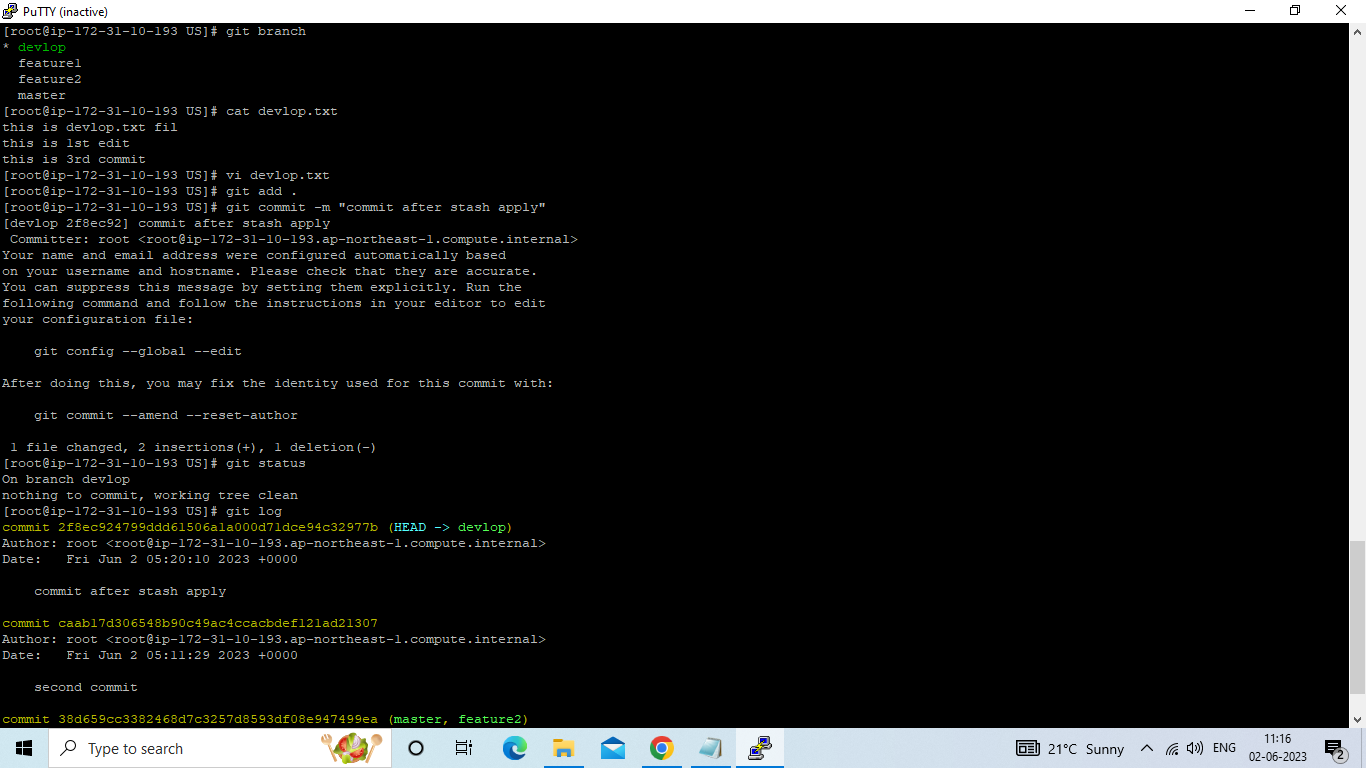 PuTTY (inactive)
[root@ip-172-31-10-193 US]# git branch
* devlop
  feature1
  feature2
  master
[root@ip-172-31-10-193 US]# cat devlop.txt
this is devlop.txt fil
this is 1st edit
this is 3rd commit
[root@ip-172-31-10-193 US]# vi devlop.txt
[root@ip-172-31-10-193 US]# git add .
[root@ip-172-31-10-193 US]# git commit -m "commit after stash apply"
[devlop 2f8ec92] commit after stash apply
 Committer: root <root@ip-172-31-10-193.ap-northeast-1.compute.internal>
Your name and email address were configured automatically based
on your username and hostname. Please check that they are accurate.
You can suppress this message by setting them explicitly. Run the
following command and follow the instructions in your editor to edit
your configuration file:
    git config --global --edit
After doing this, you may fix the identity used for this commit with:
    git commit --amend --reset-author
 1 file changed, 2 insertions(+), 1 deletion(-)
[root@ip-172-31-10-193 US]# git status
On branch devlop
nothing to commit, working tree clean
[root@ip-172-31-10-193 US]# git log
commit 2f8ec924799ddd61506a1a000d71dce94c32977b (HEAD -> devlop)
Author: root <root@ip-172-31-10-193.ap-northeast-1.compute.internal>
Date:   Fri Jun 2 05:20:10 2023 +0000
    commit after stash apply
commit caab17d306548b90c49ac4ccacbdef121ad21307
Author: root <root@ip-172-31-10-193.ap-northeast-1.compute.internal>
Date:   Fri Jun 2 05:11:29 2023 +0000
    second commit
commit 38d659cc3382468d7c3257d8593df08e947499ea (master, feature2)
Type to search
21°C Sunny
ENG
11:16
02-06-2023
2